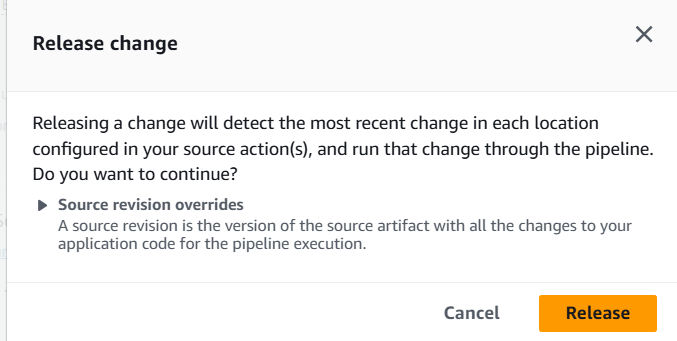 Release change
Releasing a change will detect the most recent change in each location
configured in your source action(s), and run that change through the pipeline.
Do you want to continue?
Source revision overrides
A source revision is the version of the source artifact with all the changes to your
application code for the pipeline execution.
Cancel
Release